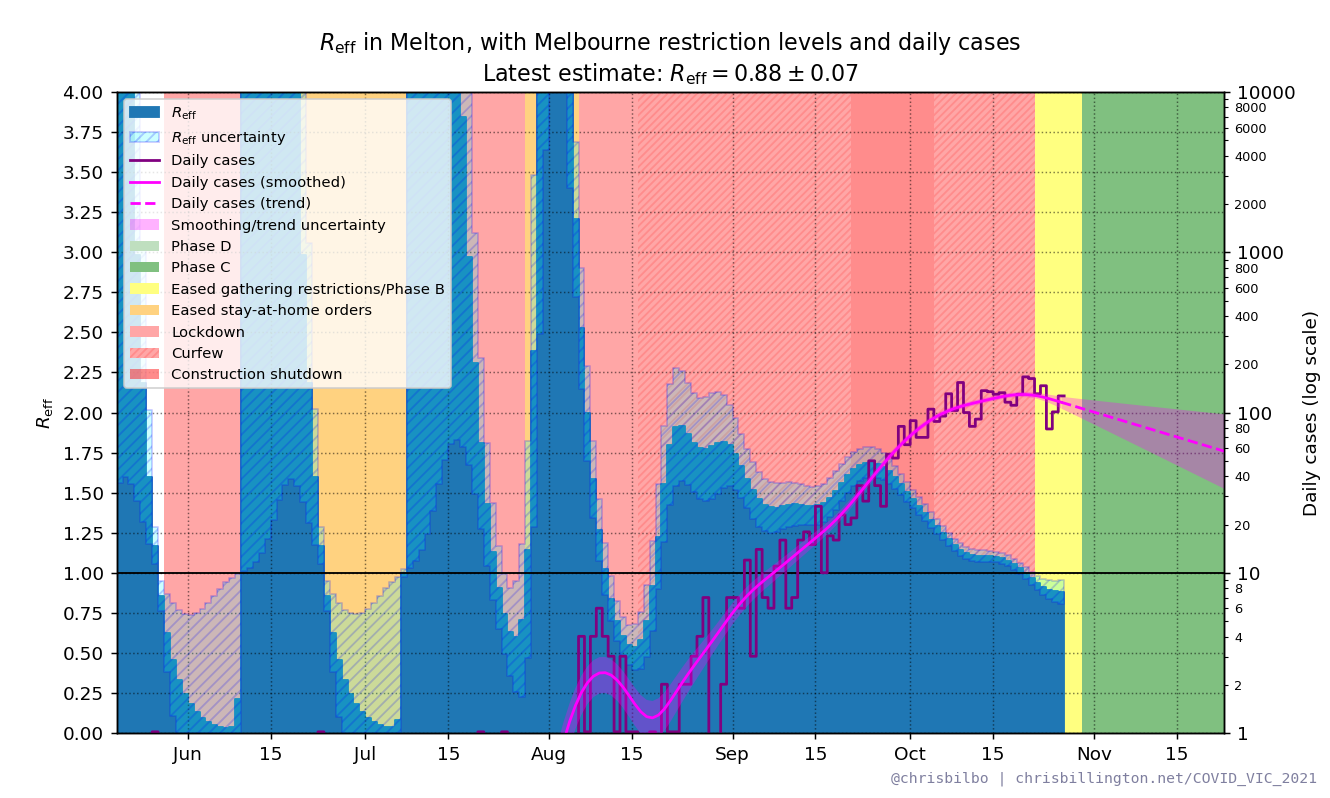 Reff in Melton, with Melbourne restriction levels and daily cases
Latest estimate: Reff = 0.88 ± 0.07
Reff
Reff uncertainty
Daily cases
Daily cases (smoothed)
Daily cases (trend)
Smoothing/trend uncertainty
Phase D
Phase C
Eased gathering restrictions/Phase B
Eased stay-at-home orders
Lockdown
Curfew
Construction shutdown
Reff
4.00
3.75
3.50
3.25
3.00
2.75
2.50
2.25
2.00
1.75
1.50
1.25
1.00
0.75
0.50
0.25
0.00
10000
8000
6000
4000
2000
1000
800
600
400
200
100
80
60
40
20
10
8
6
4
2
1
Daily cases (log scale)
Jun 15 Jul 15 Aug 15 Sep 15 Oct 15 Nov 15
@chrisbilbo | chrisbillington.net/COVID_VIC_2021